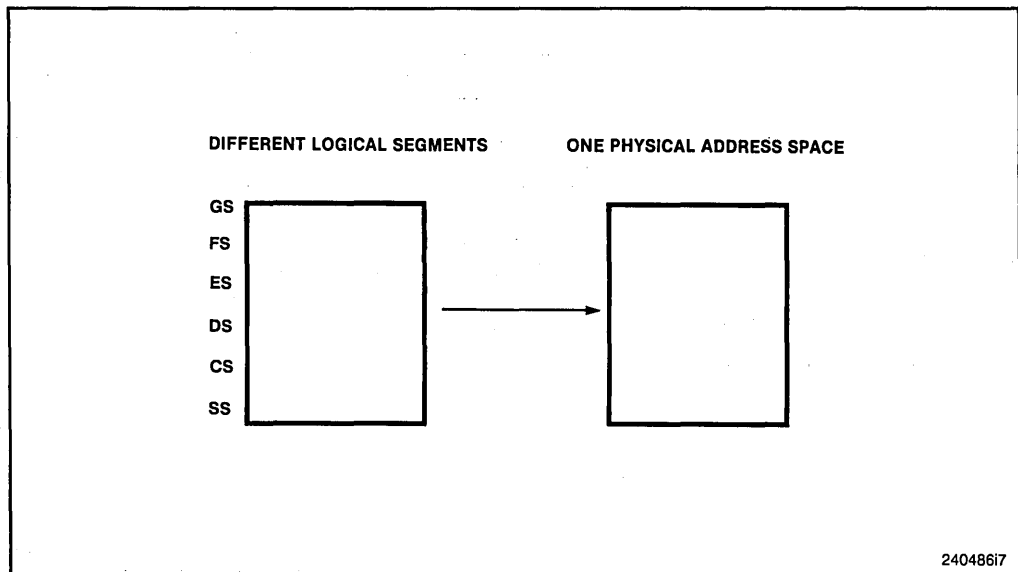 DIFFERENT LOGICAL SEGMENTS
ONE PHYSICAL ADDRESS SPACE
GS
FS
ES
DS
CS
SS
240486i7